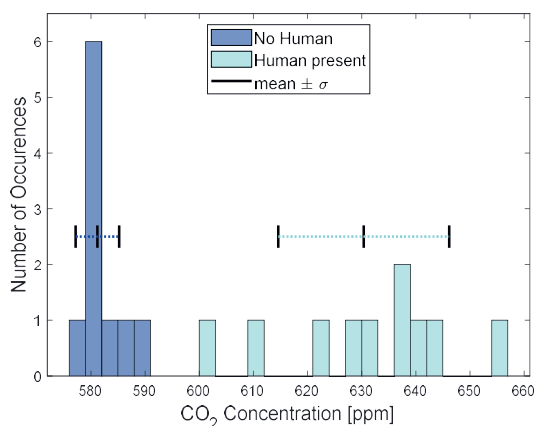 No Human
Human present
mean ± σ
Number of Occurences
6
5
4
3
2
1
0
580 590 600 610 620 630 640 650 660
CO₂ Concentration [ppm]